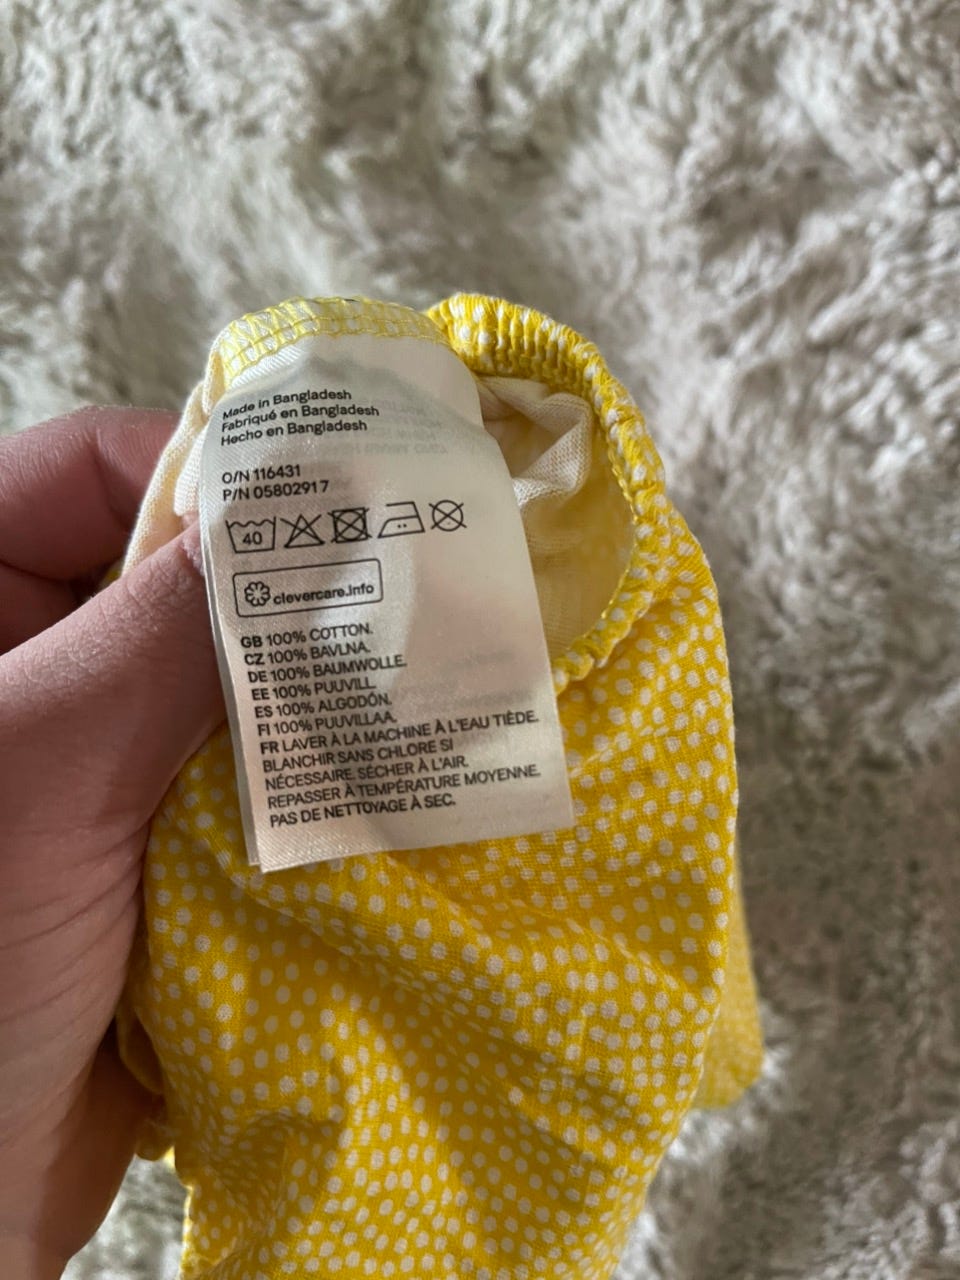 Made in Bangladesh
Fabriqué en Bangladesh
Hecho en Bangladesh
O/N 116431
P/N 05802917
40
clevercare.info
GB 100% COTTON.
CZ 100% BAVLNA.
DE 100% BAUMWOLLE.
EE 100% PUUVILL.
ES 100% ALGODÓN.
FI 100% PUUVILLAA.
FR LAVER À LA MACHINE À L'EAU TIÈDE.
BLANCHIR SANS CHLORE SI
NÉCESSAIRE. SÉCHER À L'AIR.
REPASSER À TEMPÉRATURE MOYENNE.
PAS DE NETTOYAGE À SEC.